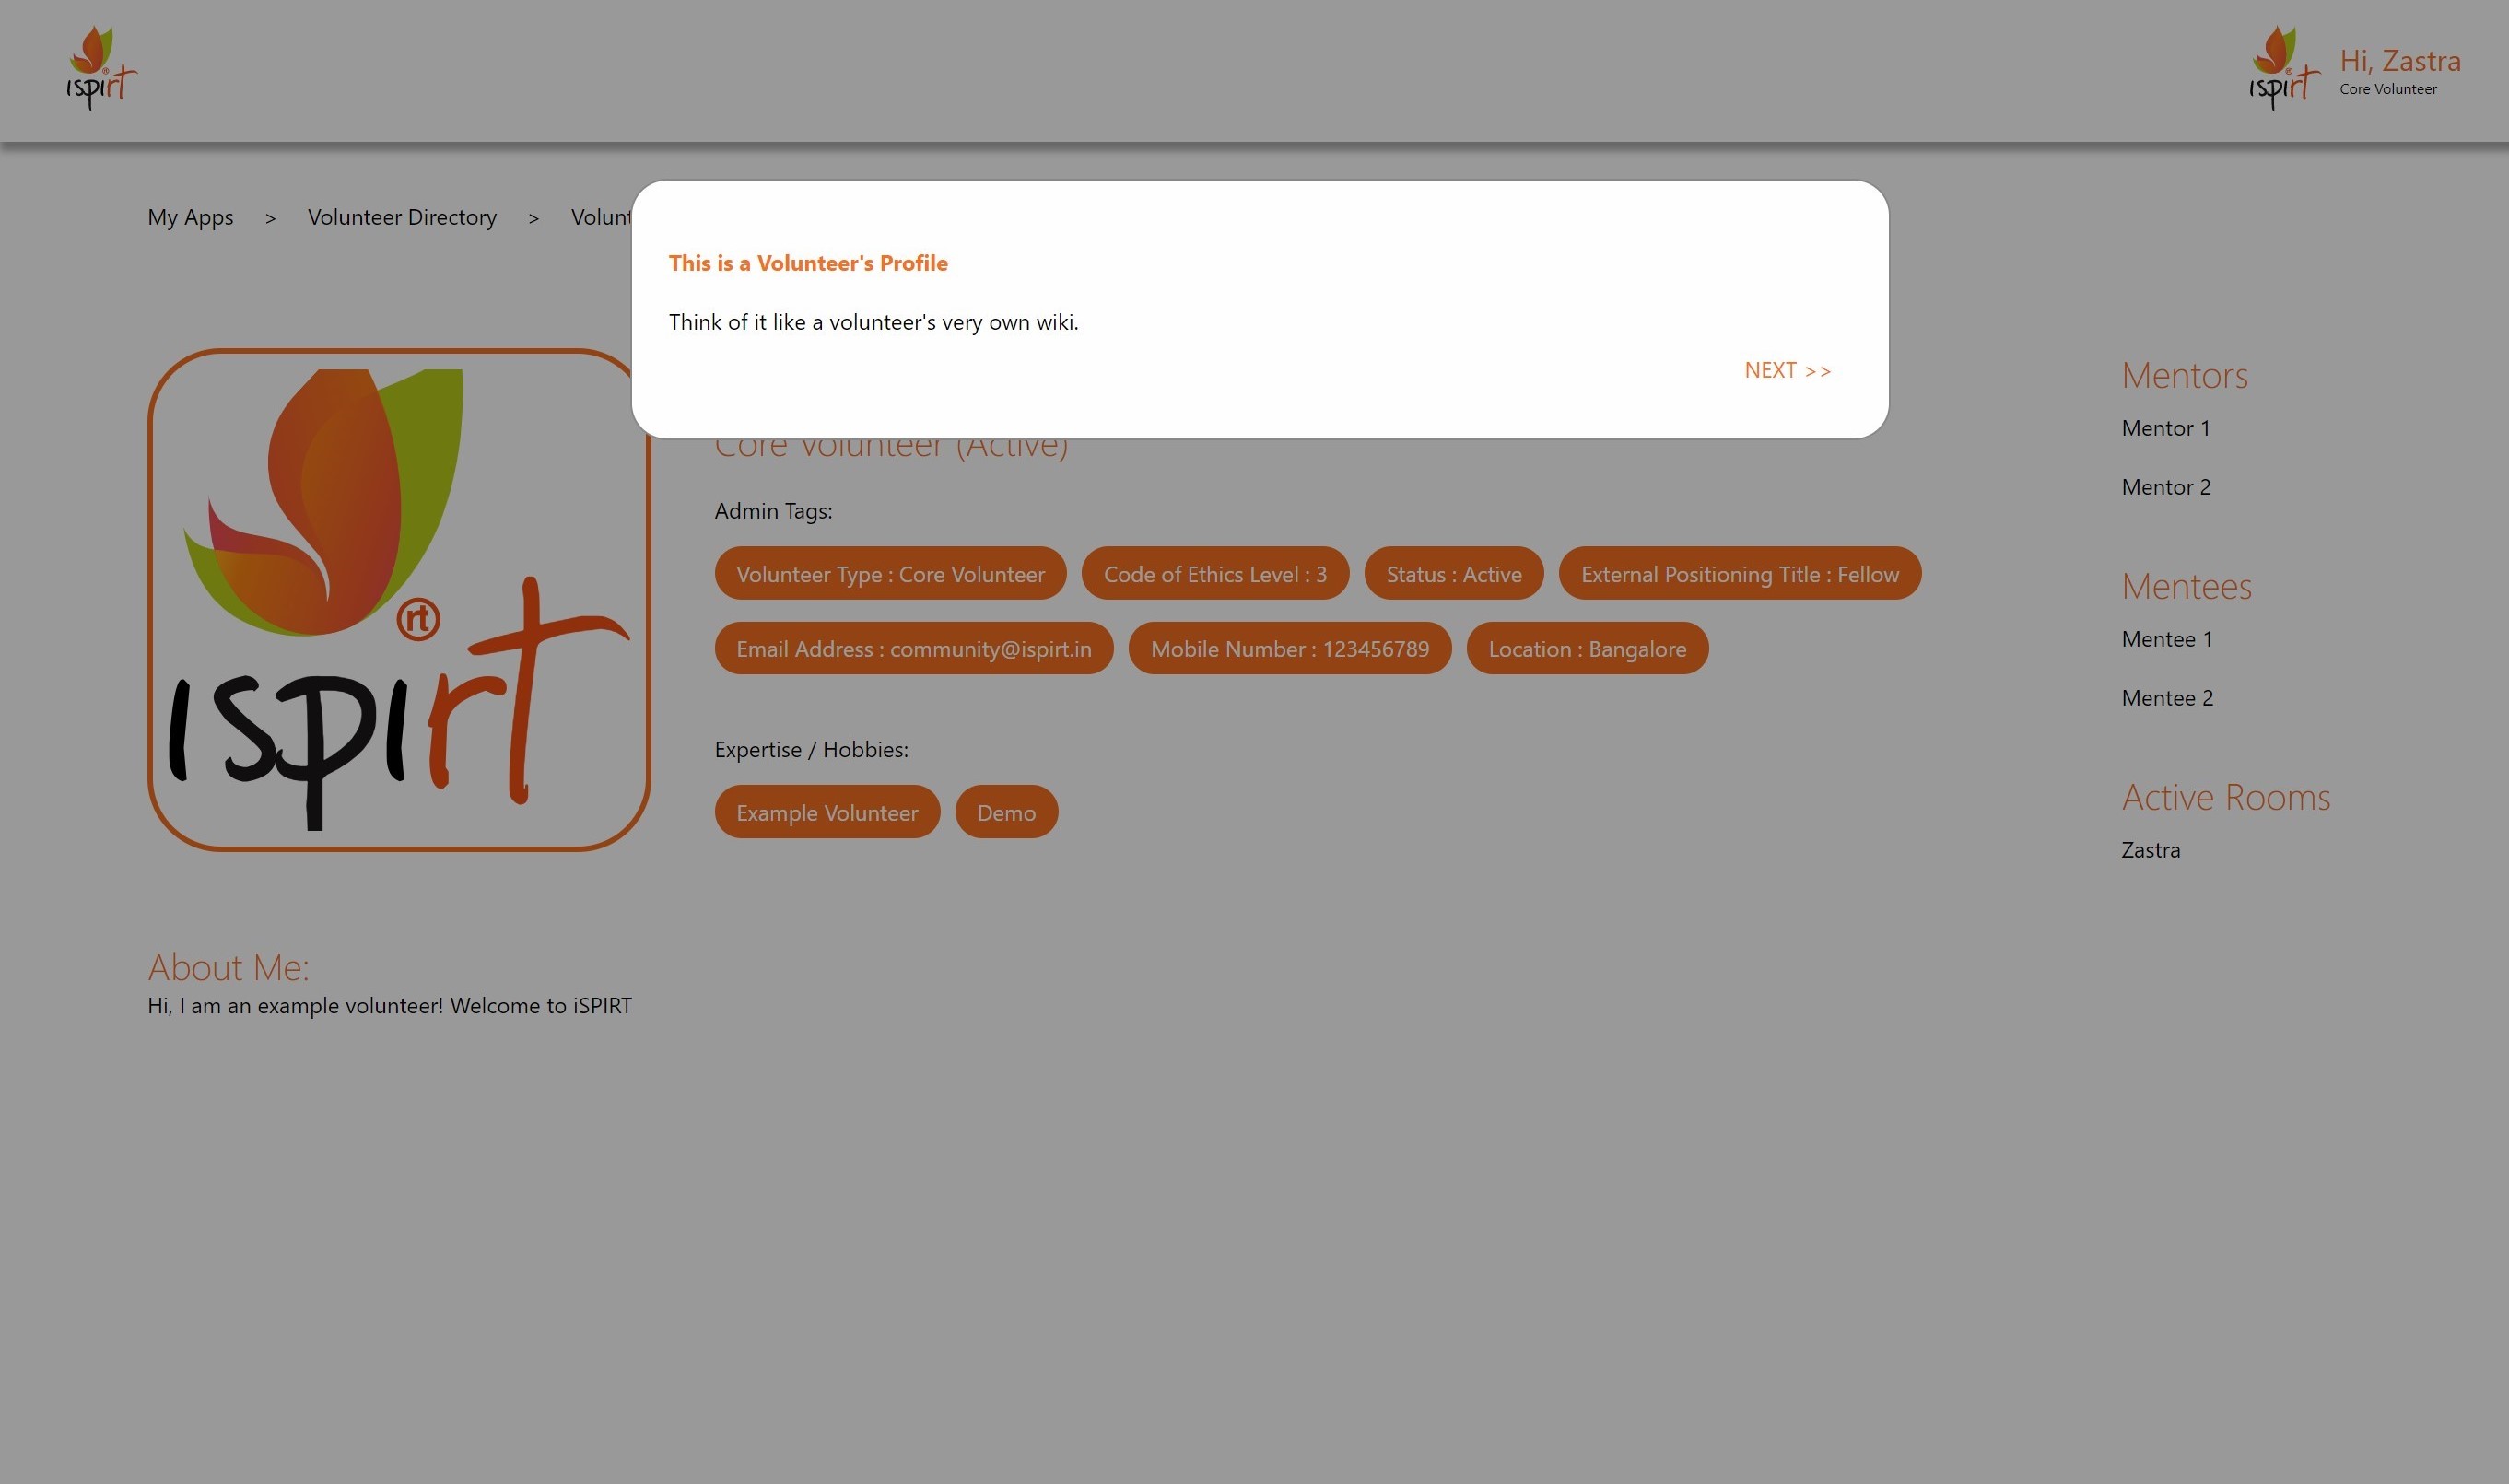 ispirt
ispirt
Hi, Zastra
Core Volunteer
My Apps > Volunteer Directory >
This is a Volunteer's Profile
Think of it like a volunteer's very own wiki.
NEXT >>
ispirt
rt
Core Volunteer (Active)
Admin Tags:
Volunteer Type : Core Volunteer
Code of Ethics Level : 3
Status : Active
External Positioning Title : Fellow
Email Address : community@ispirt.in
Mobile Number : 123456789
Location : Bangalore
Expertise / Hobbies:
Example Volunteer
Demo
Mentors
Mentor 1
Mentor 2
Mentees
Mentee 1
Mentee 2
Active Rooms
Zastra
About Me:
Hi, I am an example volunteer! Welcome to iSPIRT